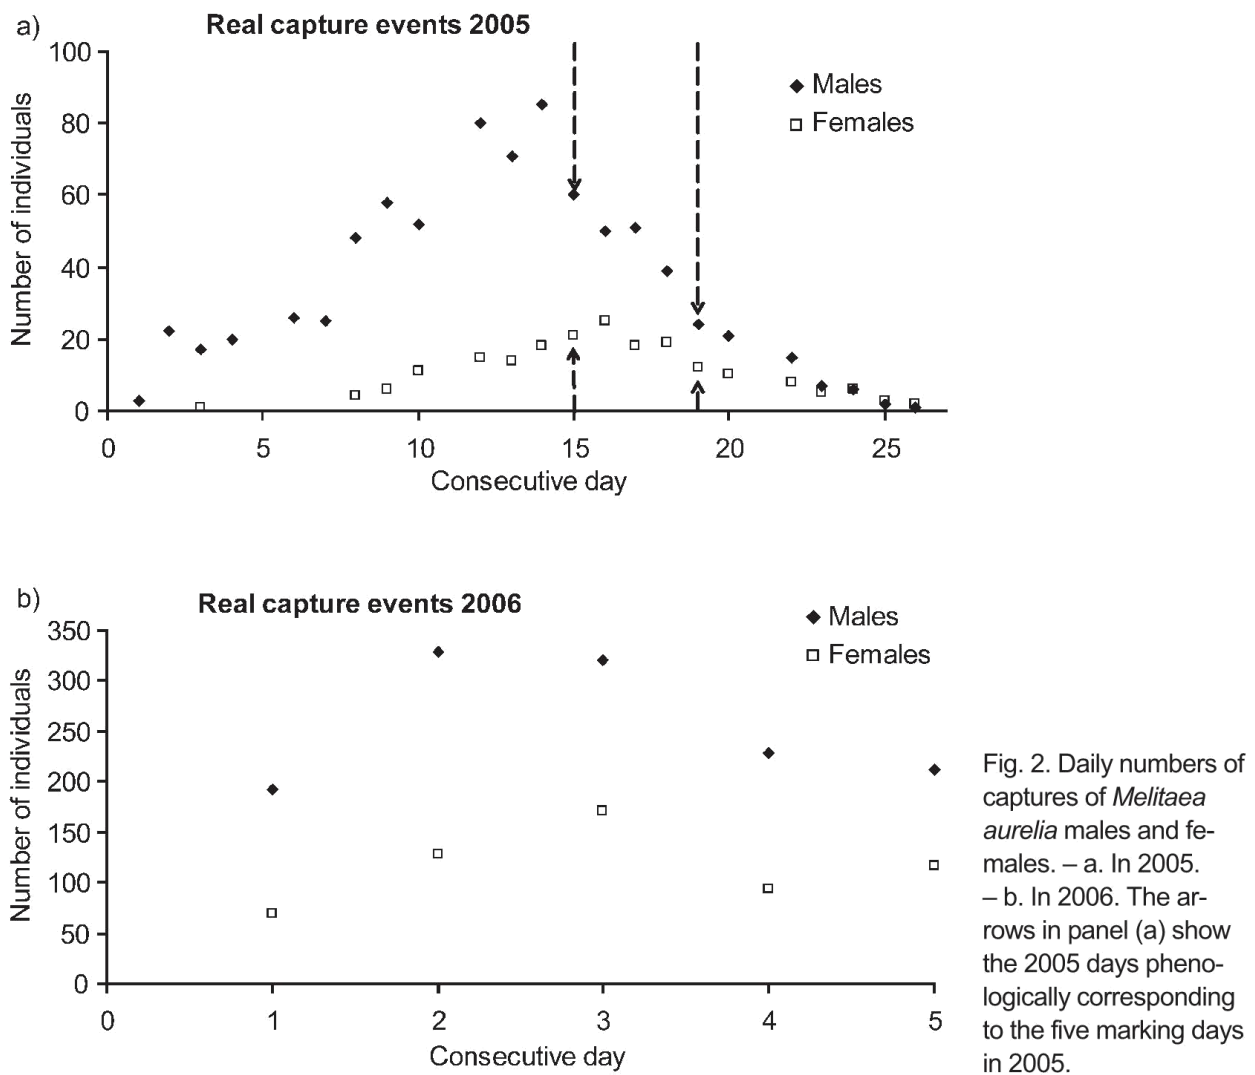 a)
Real capture events 2005
100
80
60
40
20
0
Number of individuals
Males
Females
0 5 10 15 20 25
Consecutive day
b)
Real capture events 2006
350
300
250
200
150
100
50
0
Number of individuals
Males
Females
0 1 2 3 4 5
Consecutive day
Fig. 2. Daily numbers of
captures of Melitaea
aurelia males and fe-
males. – a. In 2005.
– b. In 2006. The ar-
rows in panel (a) show
the 2005 days pheno-
logically corresponding
to the five marking days
in 2005.